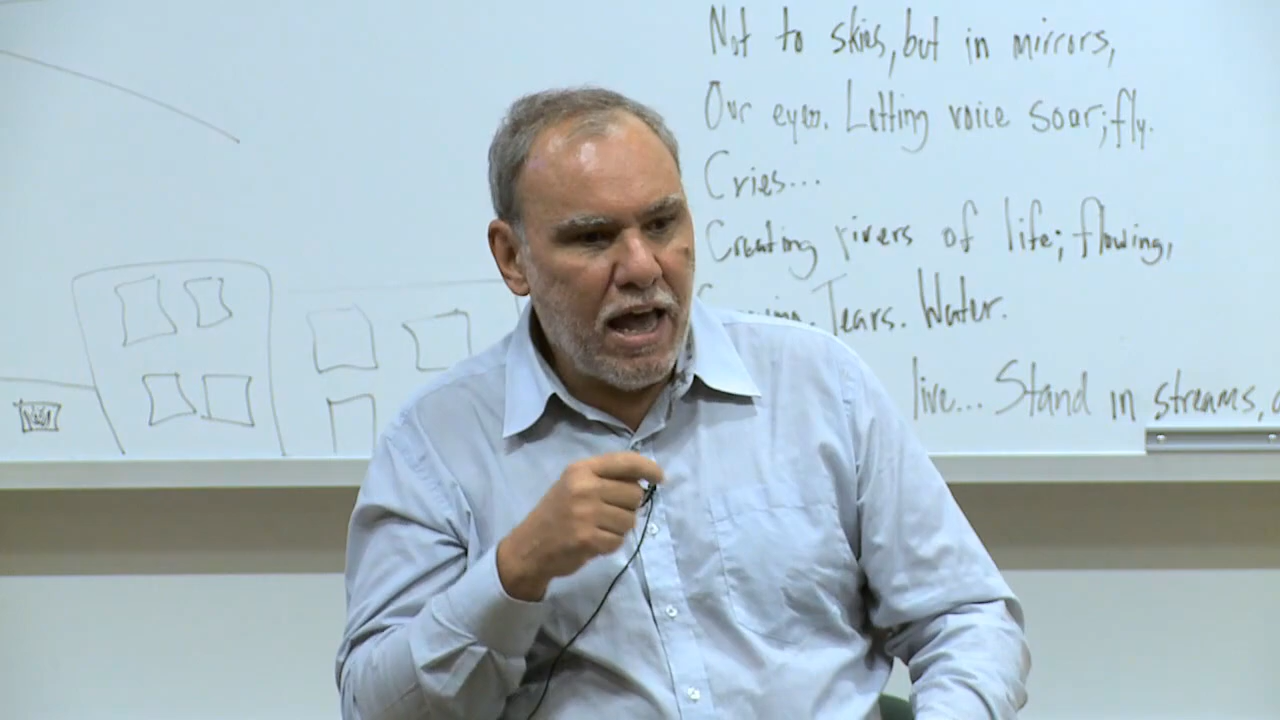 Not to skies, but in mirrors,
Our eyes. Letting voice soar; fly.
Cries...
Creating rivers of life; flowing,
Tears. Water.
live... Stand in streams,